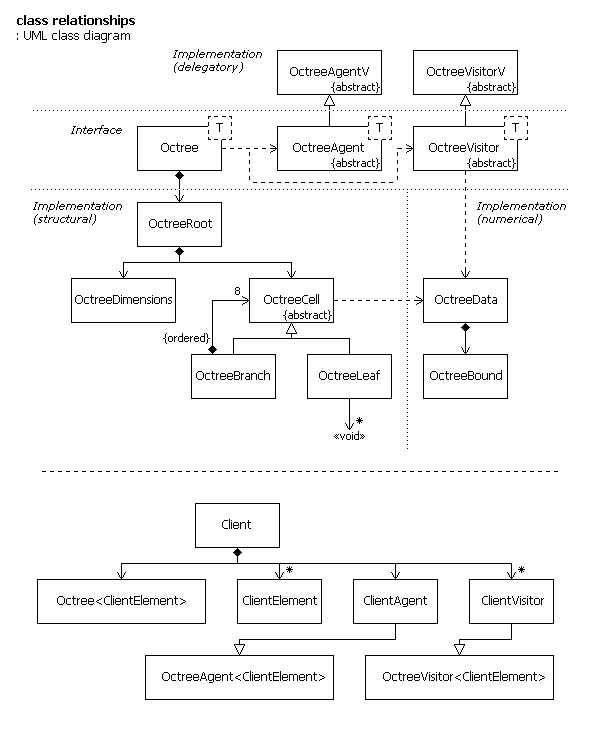 class relationships
: UML class diagram
Implementation
(delegatory)
OctreeAgentV
{abstract}
OctreeVisitorV
{abstract}
Interface
Octree
T
OctreeAgent
{abstract}
T
OctreeVisitor
{abstract}
T
Implementation
(structural)
Implementation
(numerical)
OctreeRoot
OctreeDimensions
8
OctreeCell
{abstract}
OctreeData
{ordered}
OctreeBranch
OctreeLeaf
OctreeBound
*
«void»
Client
*
*
Octree<ClientElement>
ClientElement
ClientAgent
ClientVisitor
OctreeAgent<ClientElement>
OctreeVisitor<ClientElement>